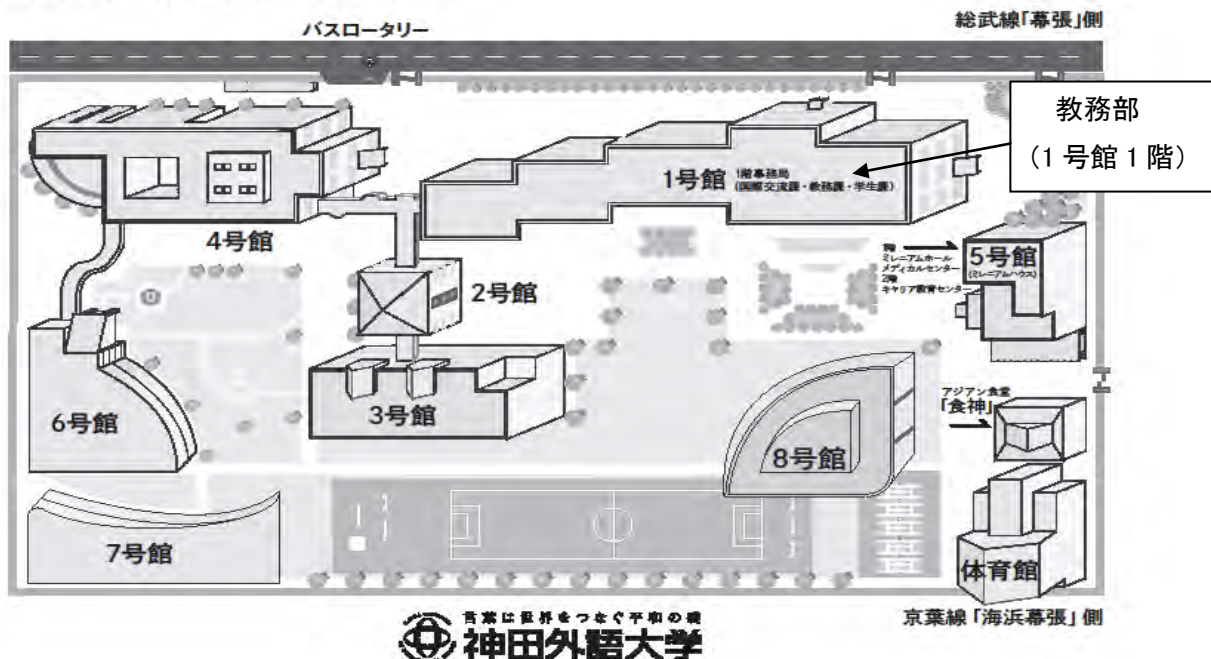 総武線「幕張」側
バスロータリー
教務部
(1号館1階)
1号館
1階事務局
(国際交流課・教務課・学生課)
4号館
1階
ミレニアムホール
メディカルセンター
2階
キャリア教育センター
5号館
(ミレニアムハウス)
2号館
アジアン食堂
「食神」
6号館
3号館
8号館
7号館
体育館
京葉線「海浜幕張」側
言葉は世界をつなぐ平和の礎
神田外語大学